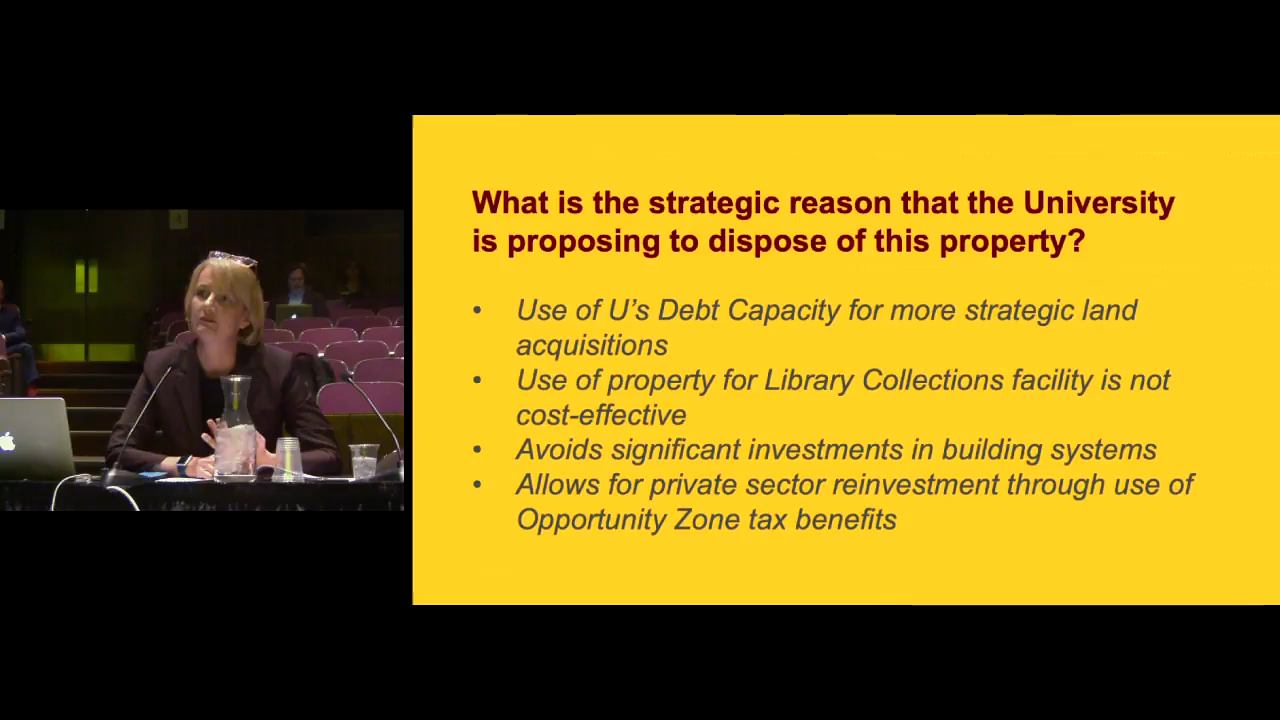 What is the strategic reason that the University
is proposing to dispose of this property?
• Use of U’s Debt Capacity for more strategic land
acquisitions
• Use of property for Library Collections facility is not
cost-effective
• Avoids significant investments in building systems
• Allows for private sector reinvestment through use of
Opportunity Zone tax benefits